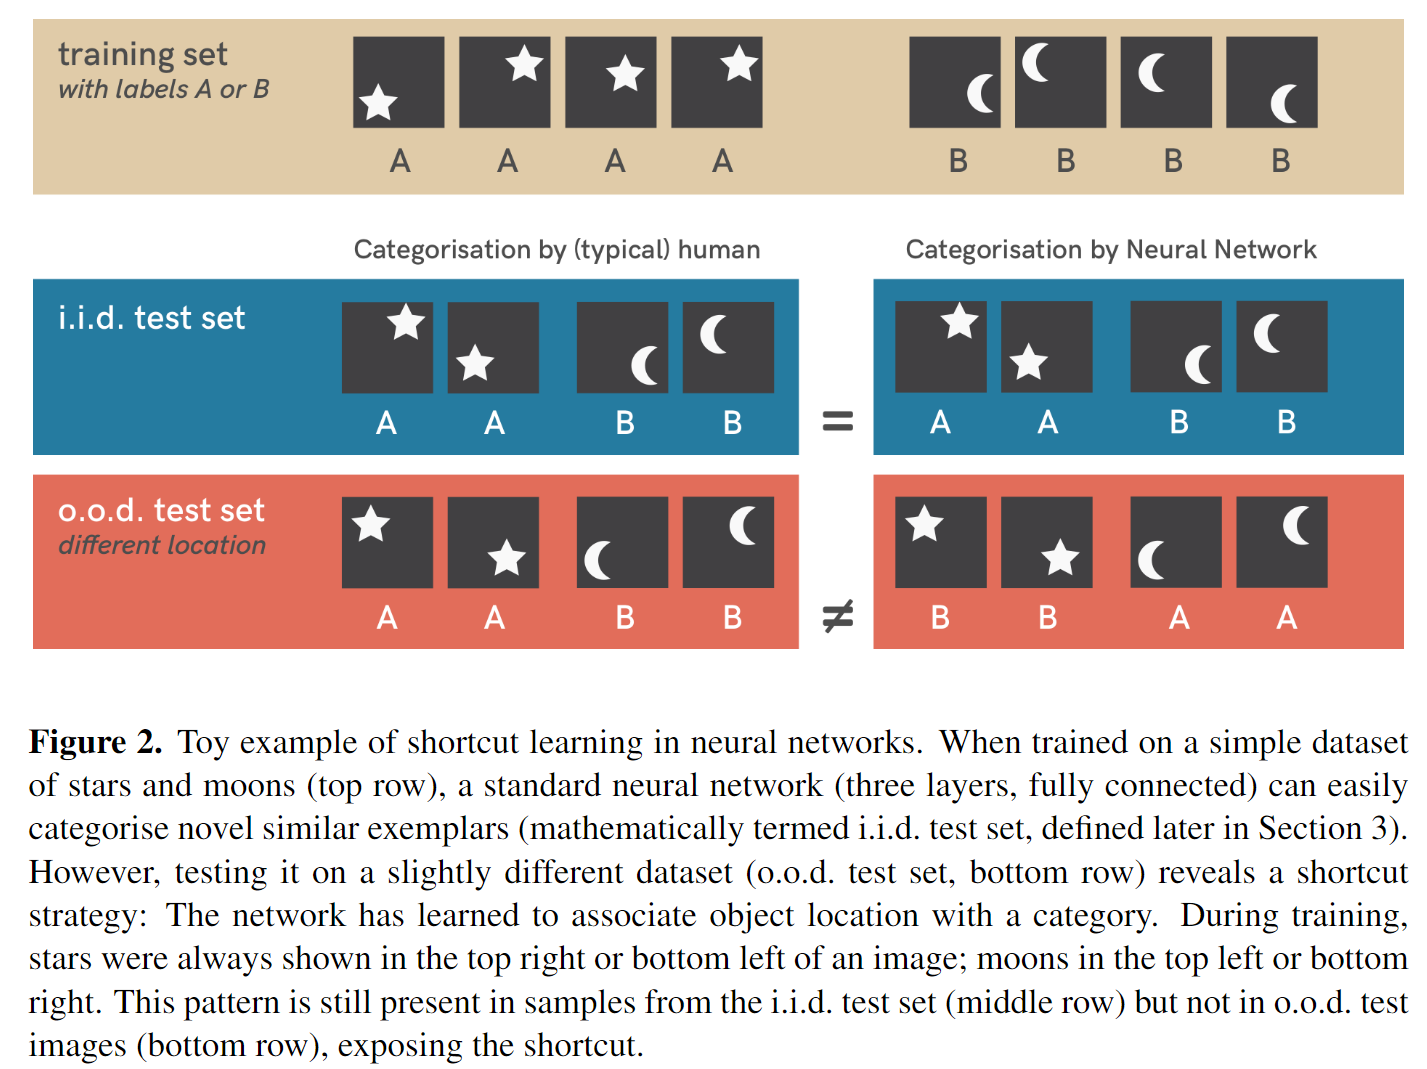 training set
with labels A or B
A A A A B B B B
Categorisation by (typical) human Categorisation by Neural Network
i.i.d. test set
A A B B = A A B B
o.o.d. test set
different location
A A B B ≠ B B A A
Figure 2. Toy example of shortcut learning in neural networks. When trained on a simple dataset
of stars and moons (top row), a standard neural network (three layers, fully connected) can easily
categorise novel similar exemplars (mathematically termed i.i.d. test set, defined later in Section 3).
However, testing it on a slightly different dataset (o.o.d. test set, bottom row) reveals a shortcut
strategy: The network has learned to associate object location with a category. During training,
stars were always shown in the top right or bottom left of an image; moons in the top left or bottom
right. This pattern is still present in samples from the i.i.d. test set (middle row) but not in o.o.d. test
images (bottom row), exposing the shortcut.